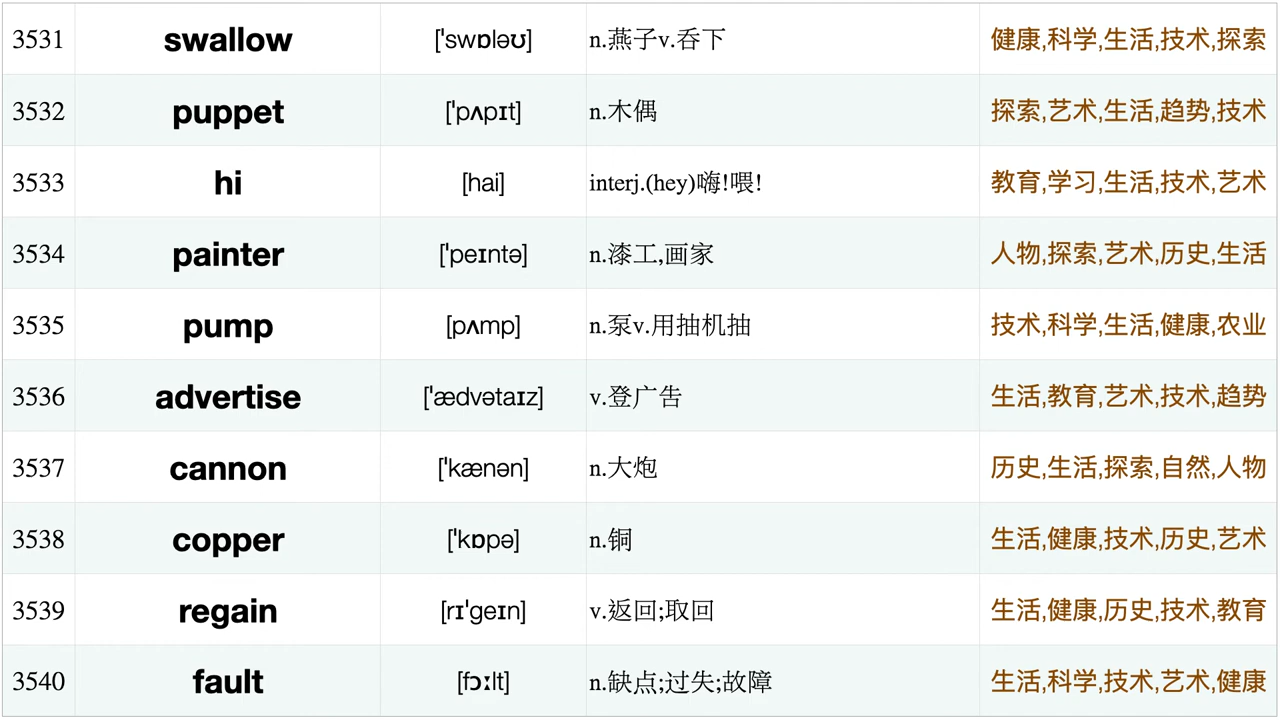 3531 swallow [ˈswɒləʊ] n.燕子v.吞下 健康,科学,生活,技术,探索
3532 puppet [ˈpʌpɪt] n.木偶 探索,艺术,生活,趋势,技术
3533 hi [hai] interj.(hey)嗨!喂! 教育,学习,生活,技术,艺术
3534 painter [ˈpeɪntə] n.漆工,画家 人物,探索,艺术,历史,生活
3535 pump [pʌmp] n.泵v.用抽机抽 技术,科学,生活,健康,农业
3536 advertise [ˈædvətaɪz] v.登广告 生活,教育,艺术,技术,趋势
3537 cannon [ˈkænən] n.大炮 历史,生活,探索,自然,人物
3538 copper [ˈkɒpə] n.铜 生活,健康,技术,历史,艺术
3539 regain [rɪˈgeɪn] v.返回;取回 生活,健康,历史,技术,教育
3540 fault [fɔːlt] n.缺点;过失;故障 生活,科学,技术,艺术,健康